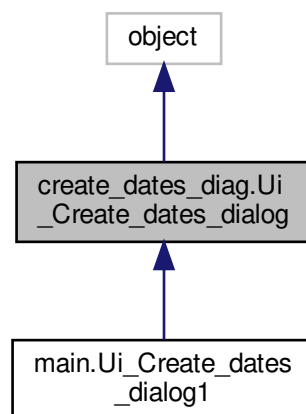 object
create_dates_diag.Ui
_Create_dates_dialog
main.Ui_Create_dates
_dialog1